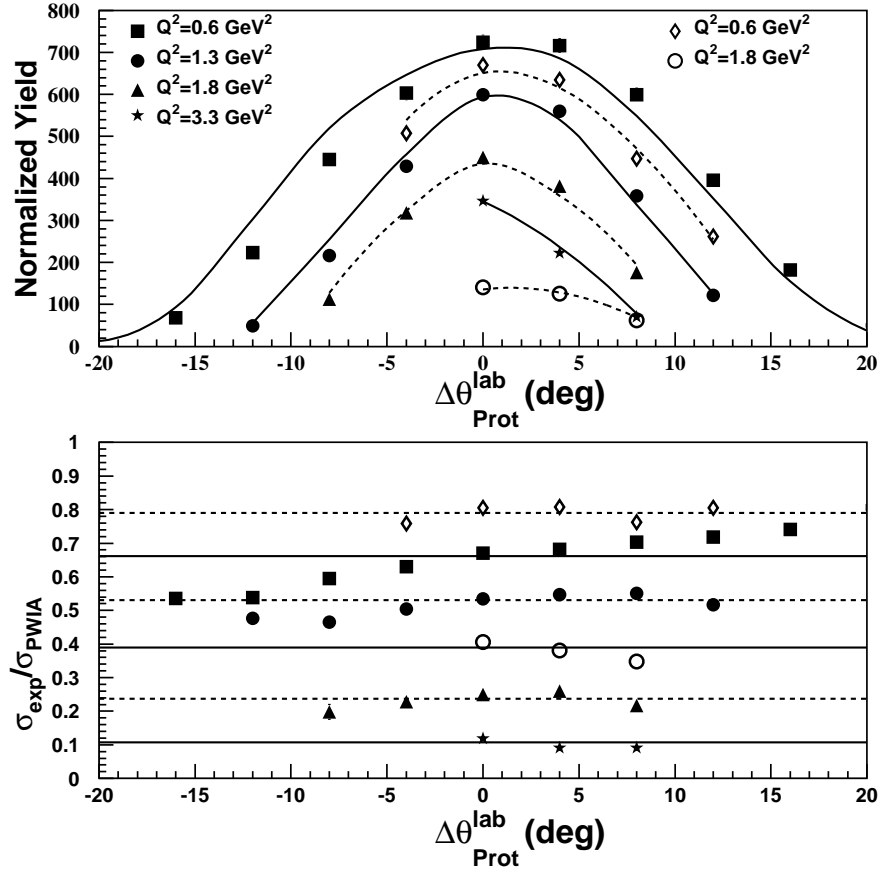 Q²=0.6 GeV²
Q²=1.3 GeV²
Q²=1.8 GeV²
Q²=3.3 GeV²
Q²=0.6 GeV²
Q²=1.8 GeV²
Normalized Yield
800
700
600
500
400
300
200
100
0
-20 -15 -10 -5 0 5 10 15 20
Δθ^lab_Prot (deg)
σ_exp/σ_PWIA
1
0.9
0.8
0.7
0.6
0.5
0.4
0.3
0.2
0.1
0
-20 -15 -10 -5 0 5 10 15 20
Δθ^lab_Prot (deg)